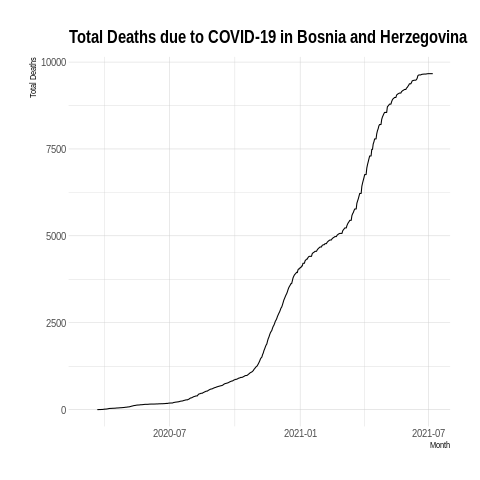 Total Deaths due to COVID-19 in Bosnia and Herzegovina
Total Deaths
10000
7500
5000
2500
0
2020-07 2021-01 2021-07
Month